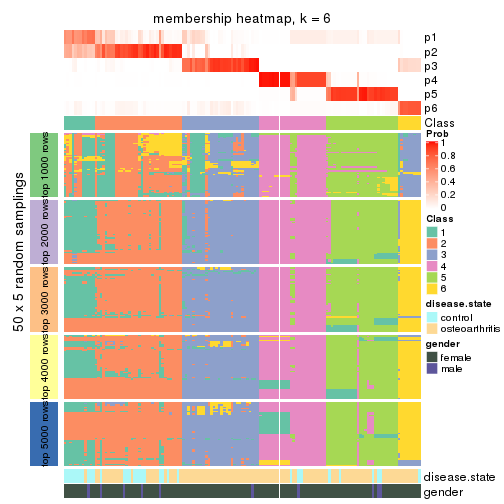 membership heatmap, k = 6
p1
p2
p3
p4
p5
p6
Class
50 x 5 random samplings
top 1000 rows
top 2000 rows
top 3000 rows
top 4000 rows
top 5000 rows
disease.state
gender
Prob
1
0.8
0.6
0.4
0.2
0
Class
1
2
3
4
5
6
disease.state
control
osteoarthritis
gender
female
male